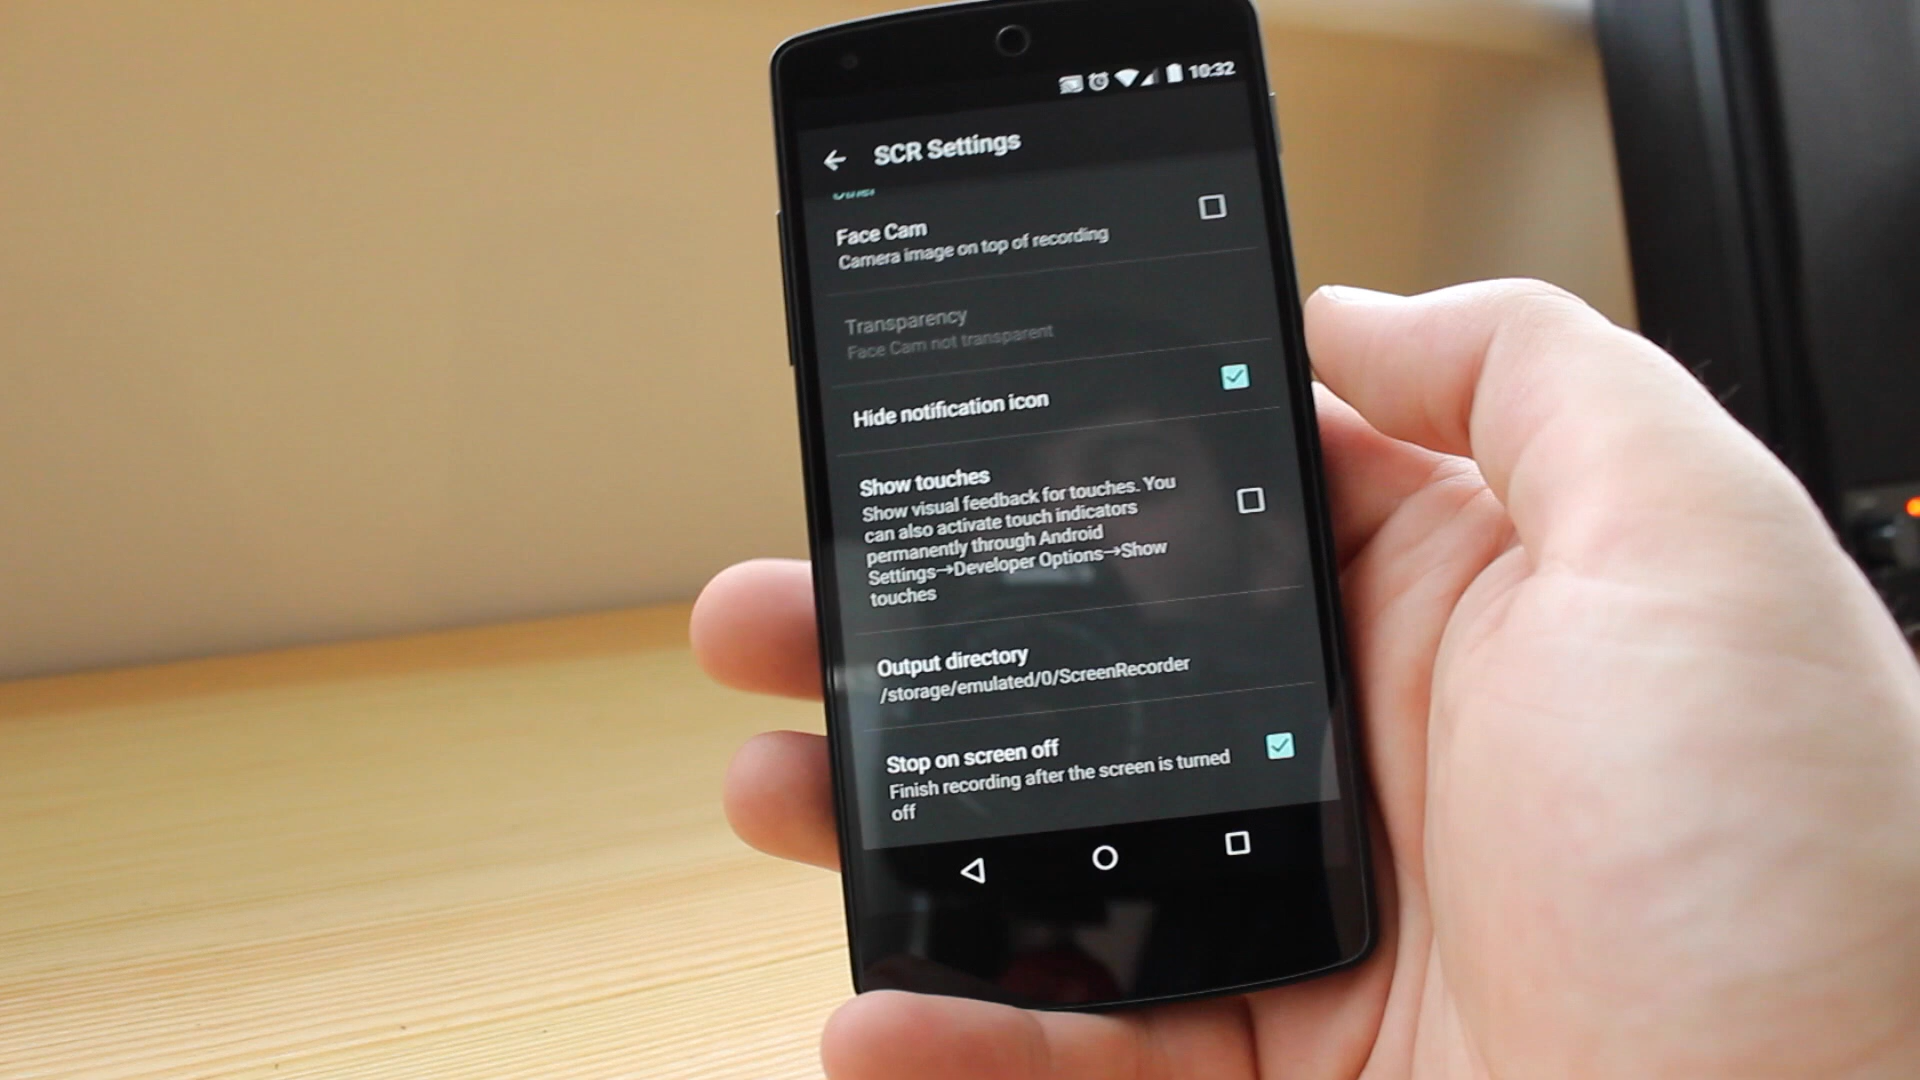 10:32
SCR Settings
Face Cam
Camera image on top of recording
Transparency
Face Cam not transparent
Hide notification icon
Show touches
Show visual feedback for touches. You
can also activate touch indicators
permanently through Android
Settings→Developer Options→Show
touches
Output directory
/storage/emulated/0/ScreenRecorder
Stop on screen off
Finish recording after the screen is turned
off